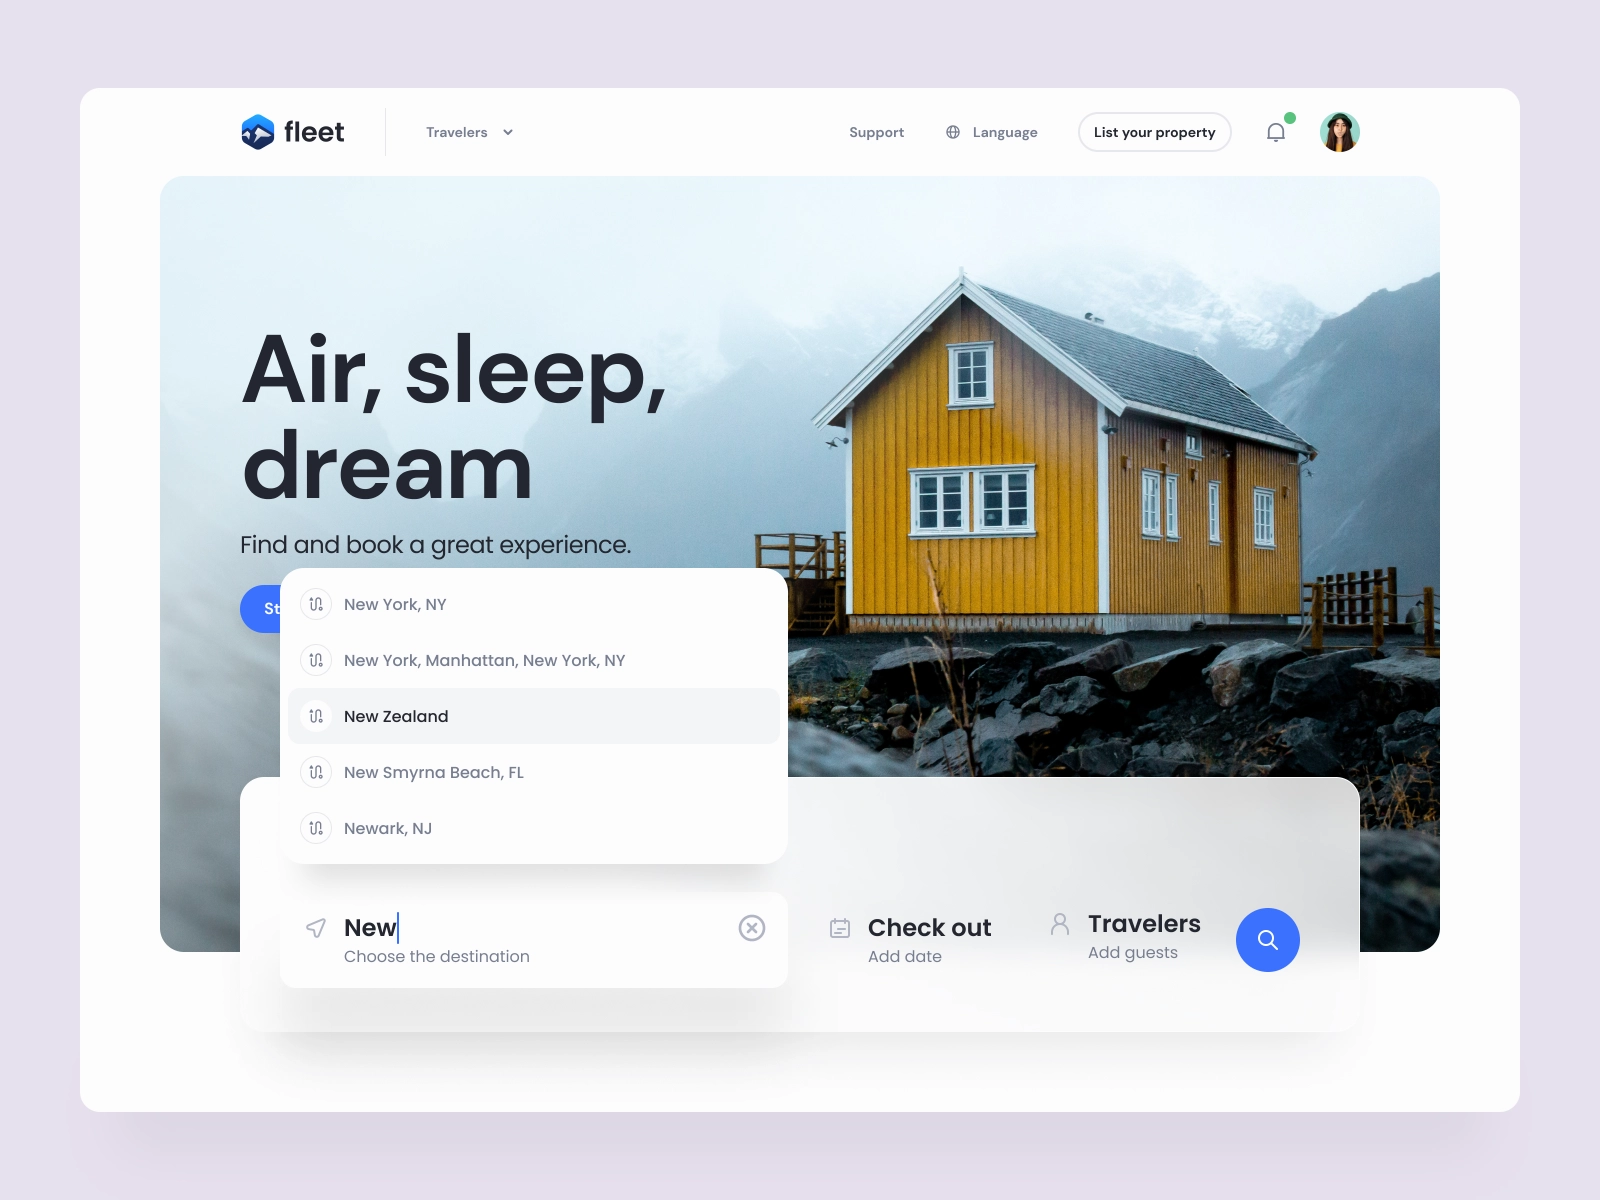 fleet
Travelers
Support
Language
List your property
Air, sleep,
dream
Find and book a great experience.
St
New York, NY
New York, Manhattan, New York, NY
New Zealand
New Smyrna Beach, FL
Newark, NJ
New
Choose the destination
Check out
Add date
Travelers
Add guests